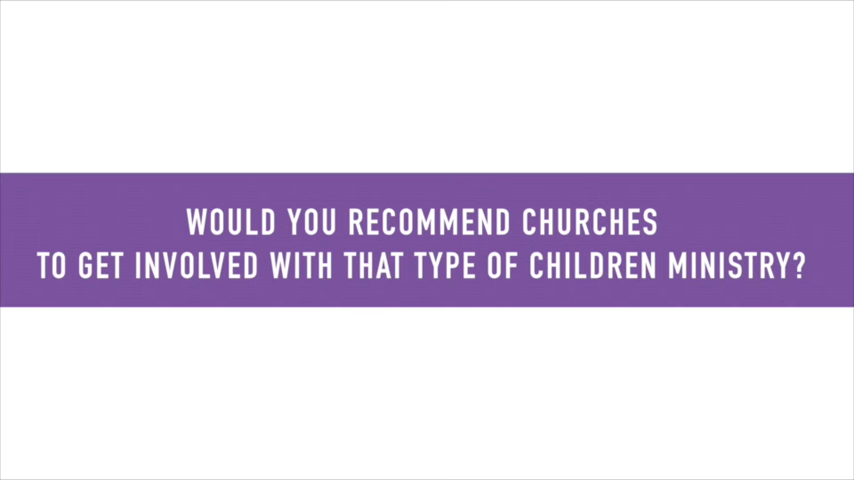 WOULD YOU RECOMMEND CHURCHES
TO GET INVOLVED WITH THAT TYPE OF CHILDREN MINISTRY?